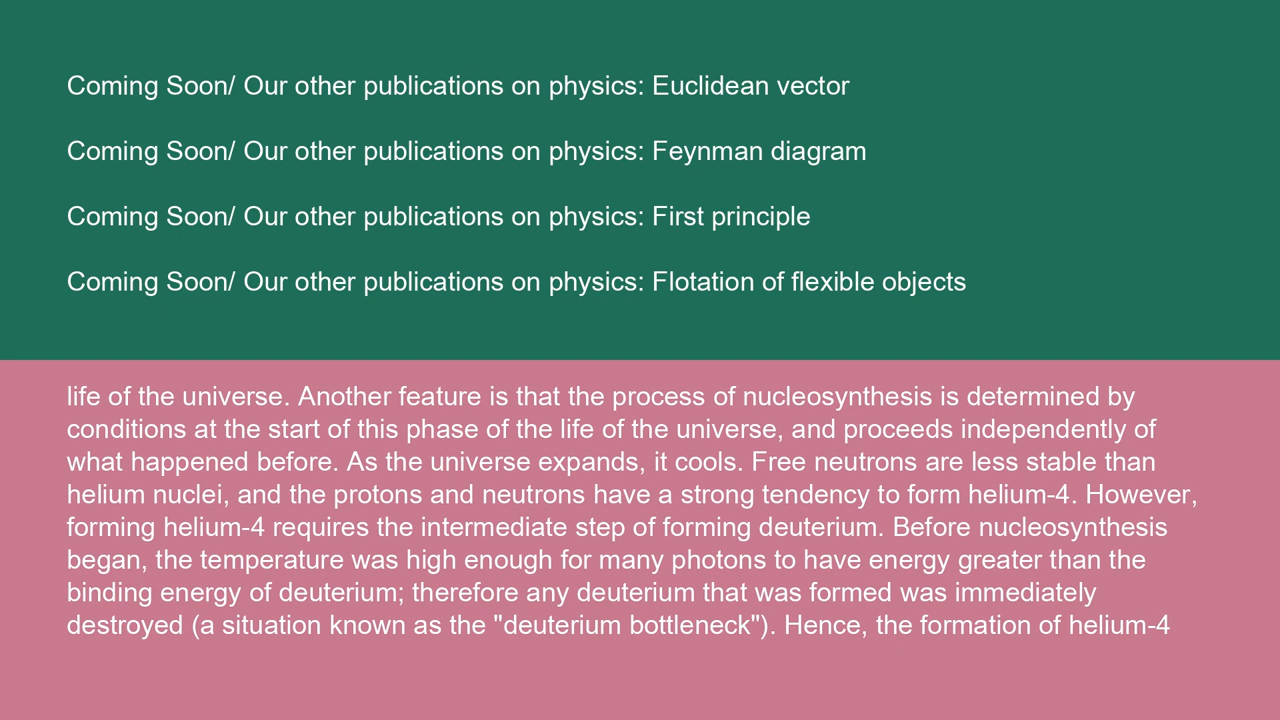 Coming Soon/ Our other publications on physics: Euclidean vector
Coming Soon/ Our other publications on physics: Feynman diagram
Coming Soon/ Our other publications on physics: First principle
Coming Soon/ Our other publications on physics: Flotation of flexible objects
life of the universe. Another feature is that the process of nucleosynthesis is determined by
conditions at the start of this phase of the life of the universe, and proceeds independently of
what happened before. As the universe expands, it cools. Free neutrons are less stable than
helium nuclei, and the protons and neutrons have a strong tendency to form helium-4. However,
forming helium-4 requires the intermediate step of forming deuterium. Before nucleosynthesis
began, the temperature was high enough for many photons to have energy greater than the
binding energy of deuterium; therefore any deuterium that was formed was immediately
destroyed (a situation known as the "deuterium bottleneck"). Hence, the formation of helium-4